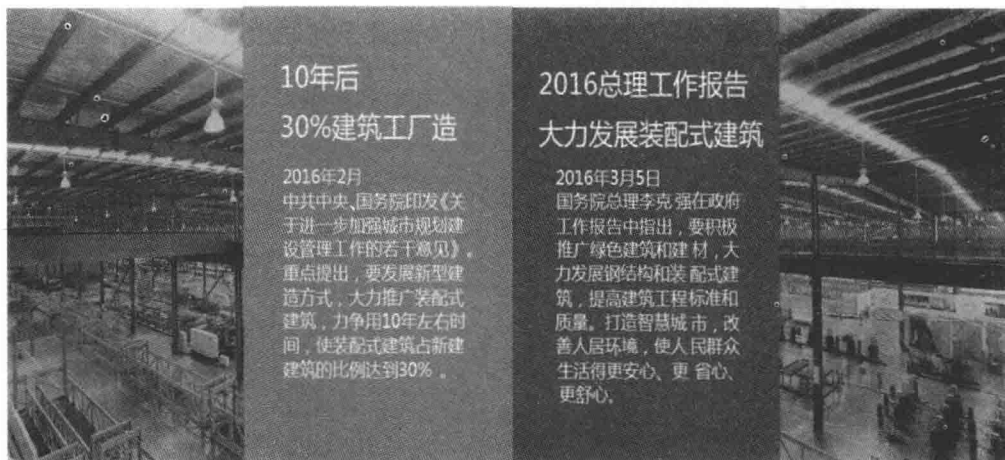 10年后
30%建筑工厂造
2016年2月
中共中央、国务院印发《关
于进一步加强城市规划建
设管理工作的若干意见》。
重点提出，要发展新型建
造方式，大力推广装配式
建筑，力争用10年左右时
间，使装配式建筑占新建
建筑的比例达到30%。
2016总理工作报告
大力发展装配式建筑
2016年3月5日
国务院总理李克强在政府
工作报告中指出，要积极
推广绿色建筑和建材，大
力发展钢结构和装配式建
筑，提高建筑工程标准和
质量。打造智慧城市，改
善人居环境，使人民群众
生活得更安心、更省心、
更舒心。